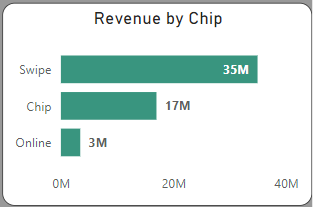 Revenue by Chip
Swipe 35M
Chip 17M
Online 3M
0M 20M 40M